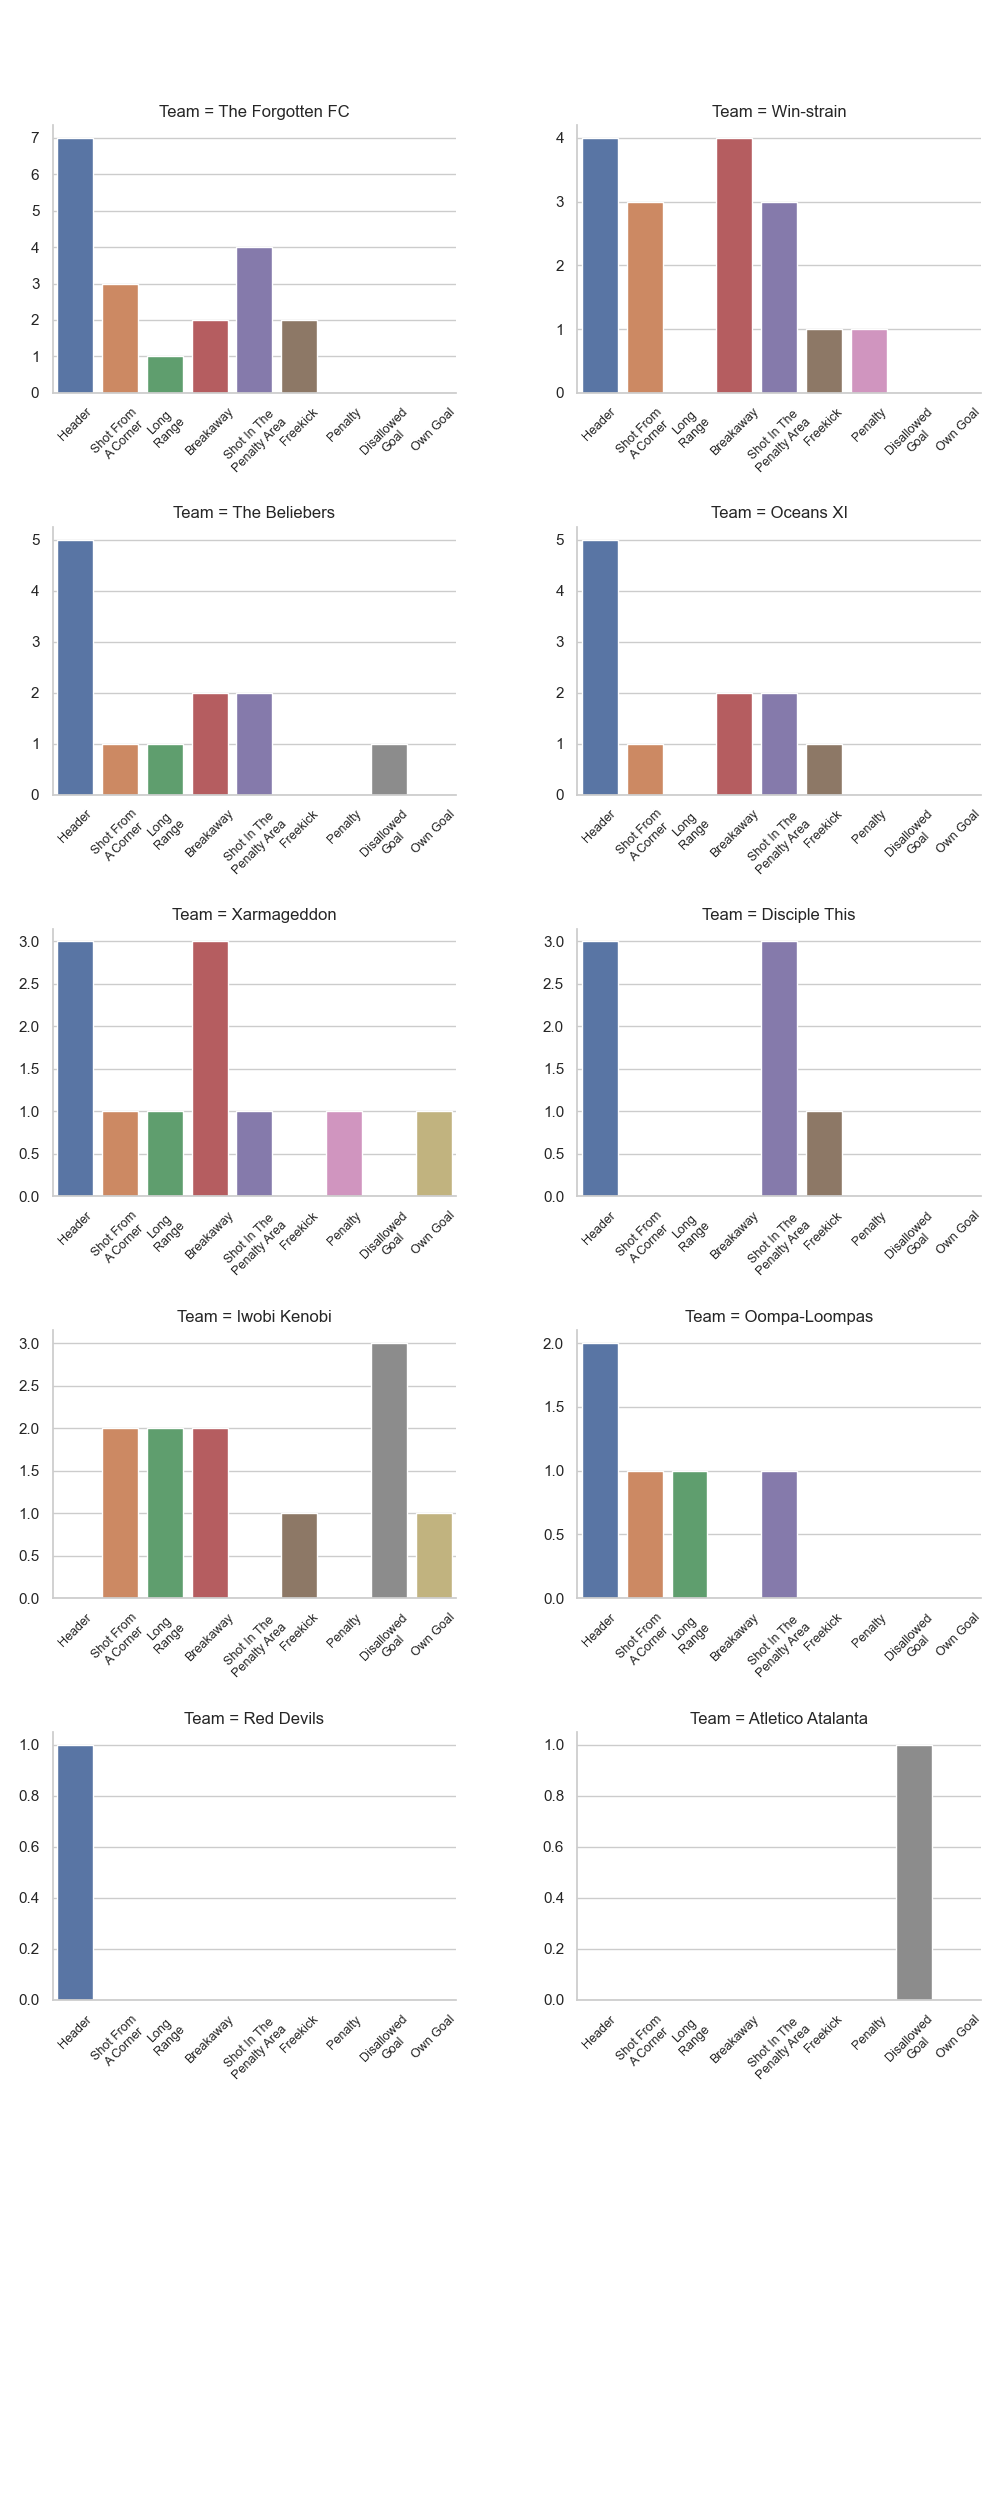 Team = The Forgotten FC
7
6
5
4
3
2
1
0
Header
Shot From
A Corner
Long
Range
Breakaway
Shot In The
Penalty Area
Freekick
Penalty
Disallowed
Goal
Own Goal
Team = Win-strain
4
3
2
1
0
Header
Shot From
A Corner
Long
Range
Breakaway
Shot In The
Penalty Area
Freekick
Penalty
Disallowed
Goal
Own Goal
Team = The Beliebers
5
4
3
2
1
0
Header
Shot From
A Corner
Long
Range
Breakaway
Shot In The
Penalty Area
Freekick
Penalty
Disallowed
Goal
Own Goal
Team = Oceans XI
5
4
3
2
1
0
Header
Shot From
A Corner
Long
Range
Breakaway
Shot In The
Penalty Area
Freekick
Penalty
Disallowed
Goal
Own Goal
Team = Xarmageddon
3.0
2.5
2.0
1.5
1.0
0.5
0.0
Header
Shot From
A Corner
Long
Range
Breakaway
Shot In The
Penalty Area
Freekick
Penalty
Disallowed
Goal
Own Goal
Team = Disciple This
3.0
2.5
2.0
1.5
1.0
0.5
0.0
Header
Shot From
A Corner
Long
Range
Breakaway
Shot In The
Penalty Area
Freekick
Penalty
Disallowed
Goal
Own Goal
Team = Iwobi Kenobi
3.0
2.5
2.0
1.5
1.0
0.5
0.0
Header
Shot From
A Corner
Long
Range
Breakaway
Shot In The
Penalty Area
Freekick
Penalty
Disallowed
Goal
Own Goal
Team = Oompa-Loompas
2.0
1.5
1.0
0.5
0.0
Header
Shot From
A Corner
Long
Range
Breakaway
Shot In The
Penalty Area
Freekick
Penalty
Disallowed
Goal
Own Goal
Team = Red Devils
1.0
0.8
0.6
0.4
0.2
0.0
Header
Shot From
A Corner
Long
Range
Breakaway
Shot In The
Penalty Area
Freekick
Penalty
Disallowed
Goal
Own Goal
Team = Atletico Atalanta
1.0
0.8
0.6
0.4
0.2
0.0
Header
Shot From
A Corner
Long
Range
Breakaway
Shot In The
Penalty Area
Freekick
Penalty
Disallowed
Goal
Own Goal